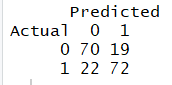 Predicted
Actual 0 1
0 70 19
1 22 72